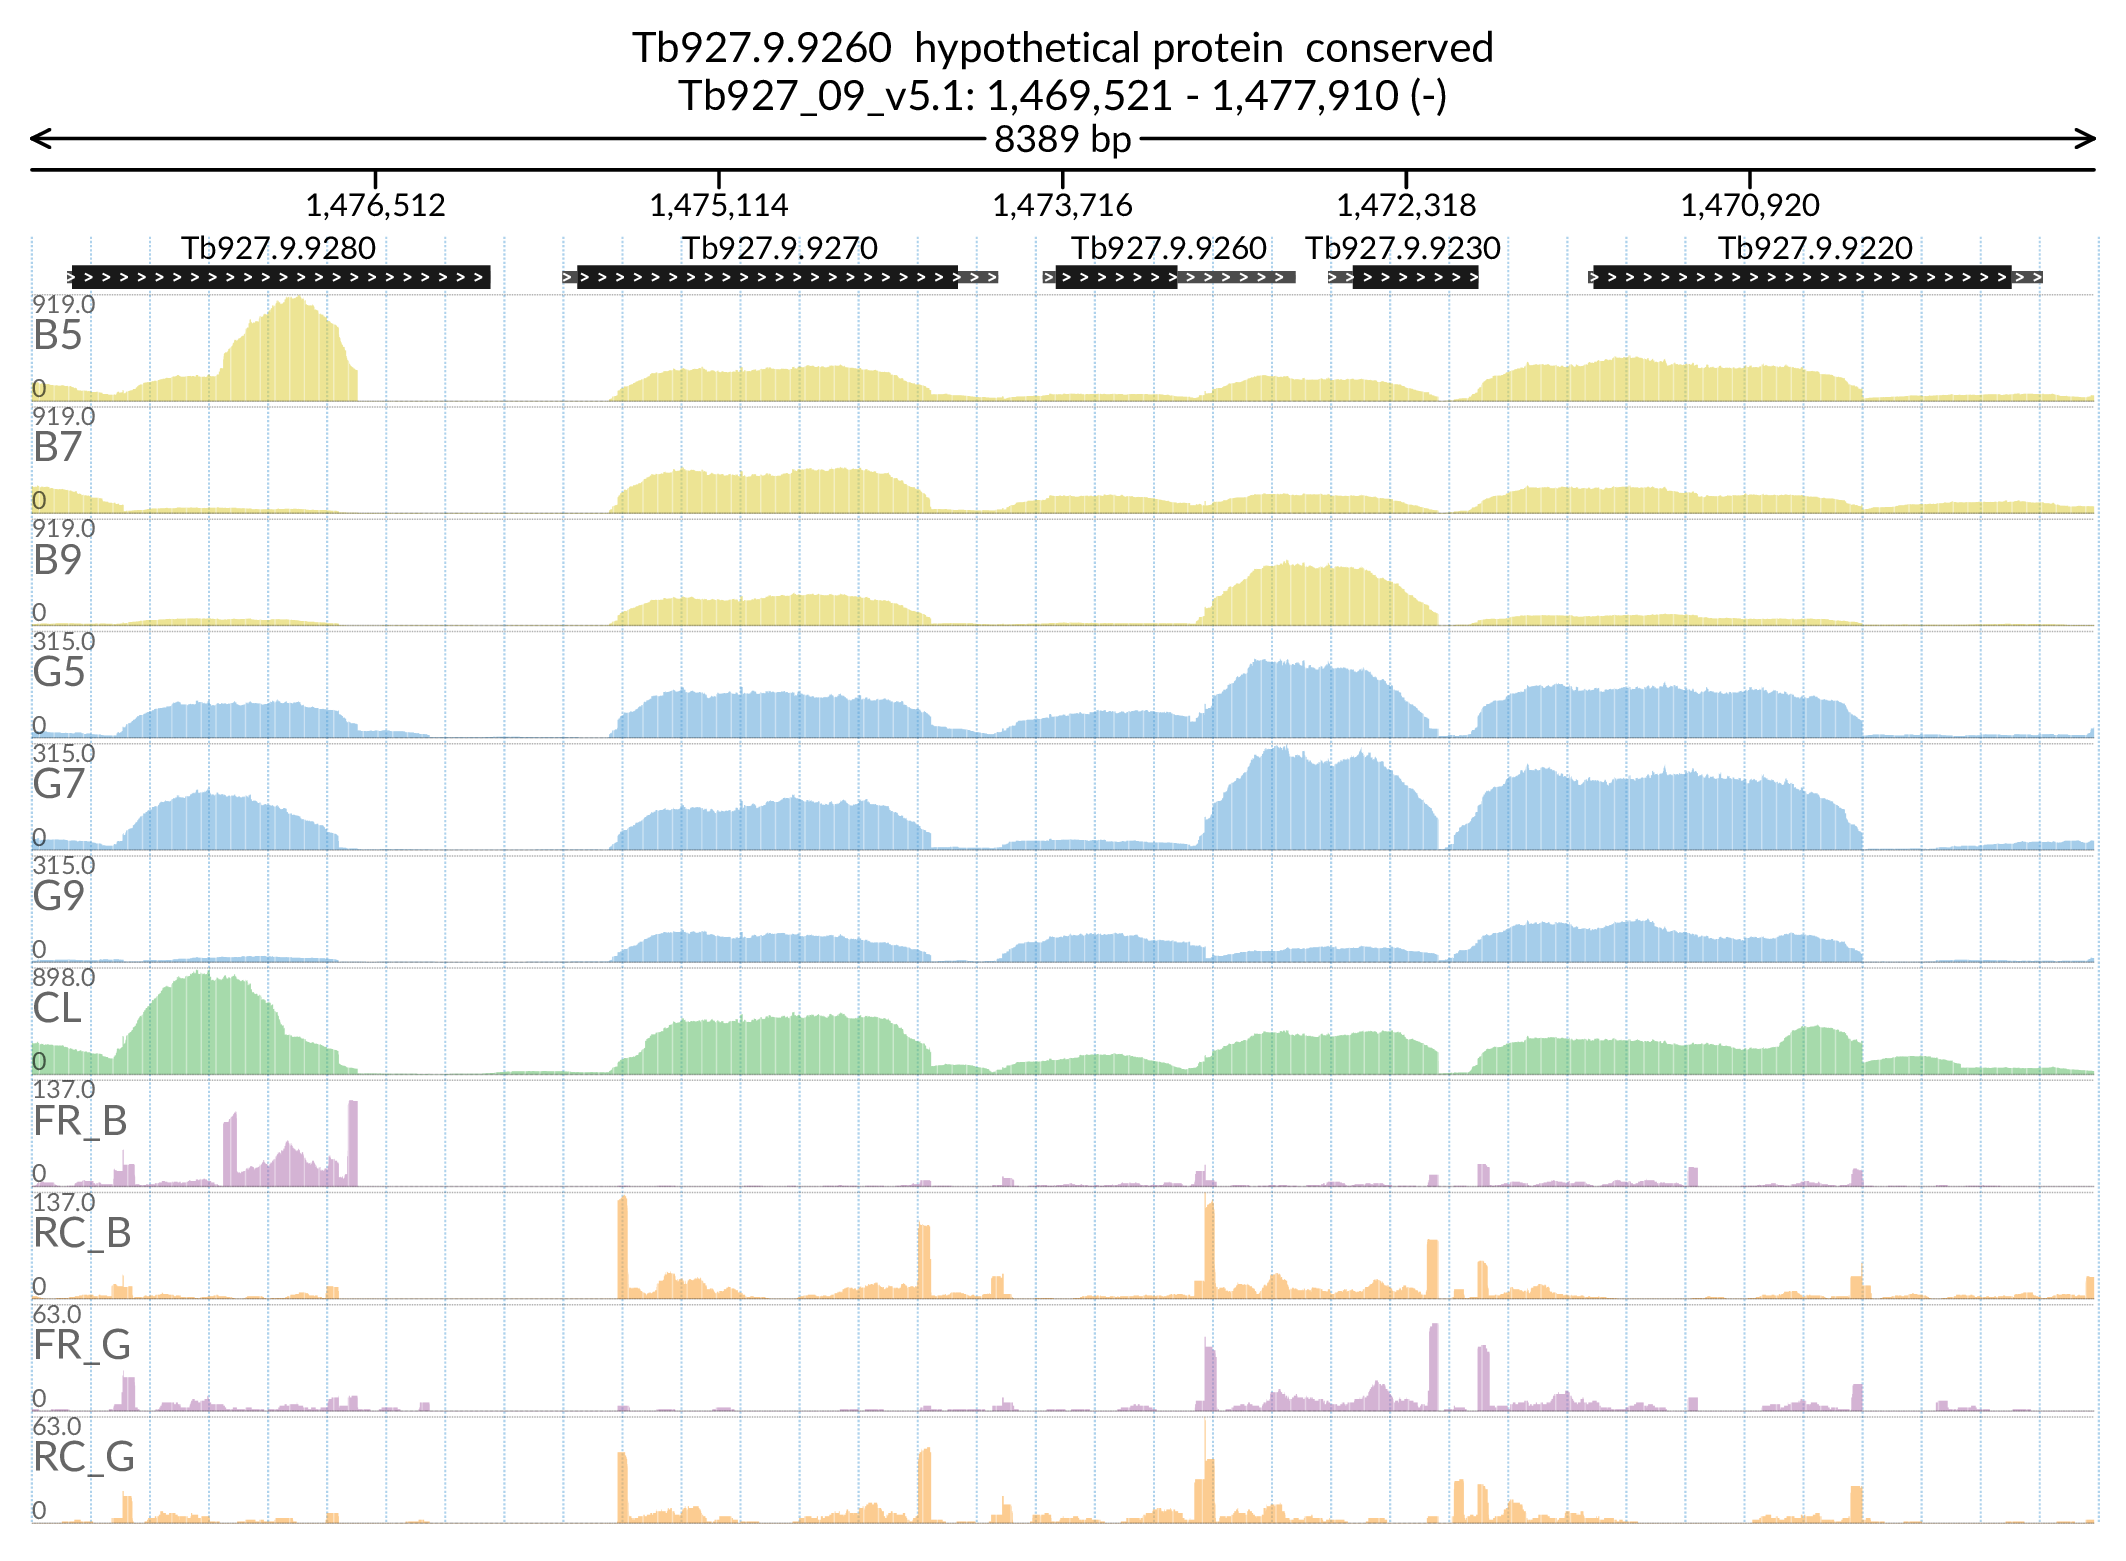 Tb927.9.9260  hypothetical protein  conserved
Tb927_09_v5.1: 1,469,521 - 1,477,910 (-)
8389 bp
1,476,512 1,475,114 1,473,716 1,472,318 1,470,920
Tb927.9.9280 Tb927.9.9270 Tb927.9.9260 Tb927.9.9230 Tb927.9.9220
919.0
B5
0
919.0
B7
0
919.0
B9
0
315.0
G5
0
315.0
G7
0
315.0
G9
0
898.0
CL
0
137.0
FR_B
0
137.0
RC_B
0
63.0
FR_G
0
63.0
RC_G
0